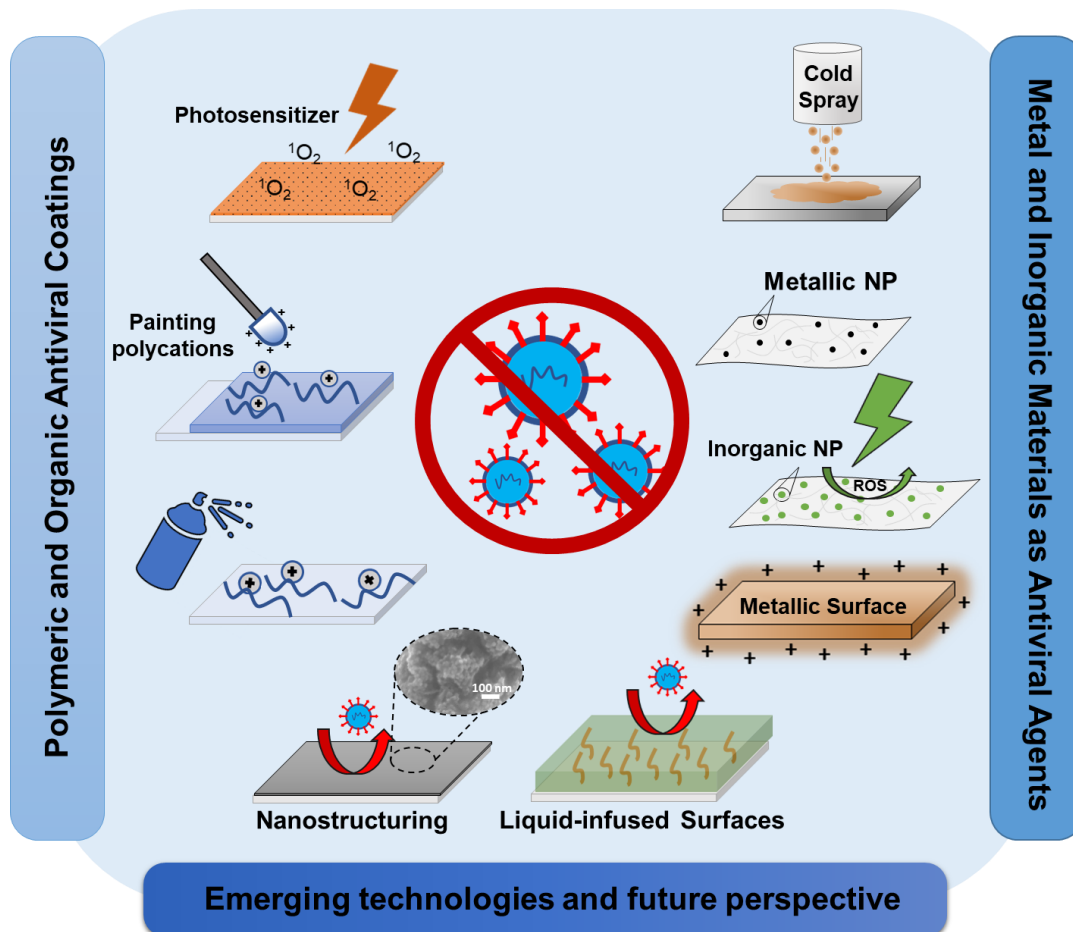 Polymeric and Organic Antiviral Coatings
Photosensitizer
¹O₂
¹O₂
¹O₂
¹O₂
Painting
polycations
+
+
+
+
+
+
+
+
+
+
+
+
+
Cold
Spray
Metallic NP
Inorganic NP
ROS
Metallic Surface
+
+
+
+
+
+
+
+
+
+
+
+
+
+
100 nm
Nanostructuring
Liquid-infused Surfaces
Metal and Inorganic Materials as Antiviral Agents
Emerging technologies and future perspective